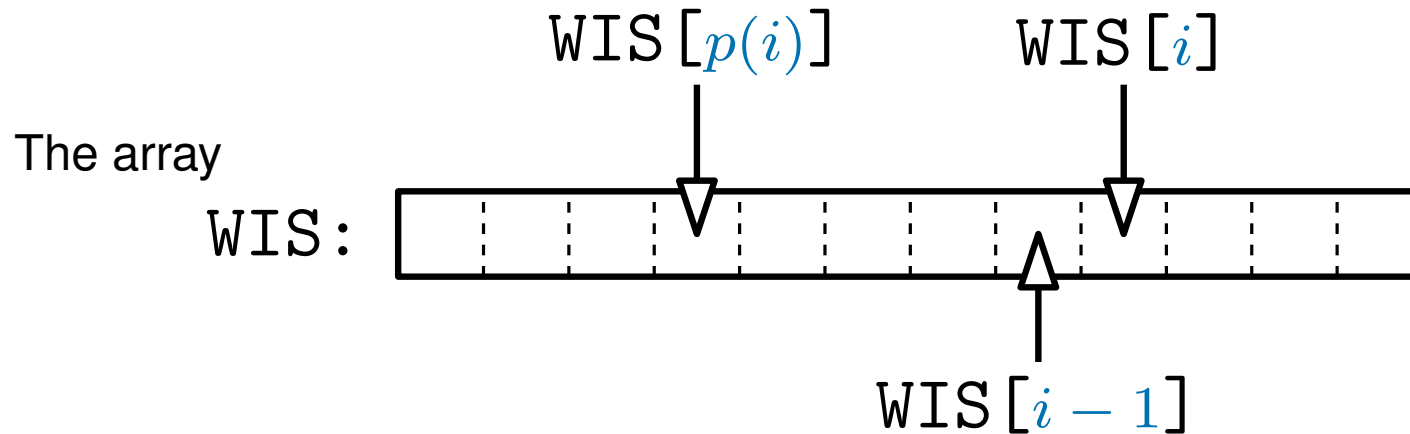 WIS[p(i)]
WIS[i]
The array
WIS:
WIS[i − 1]